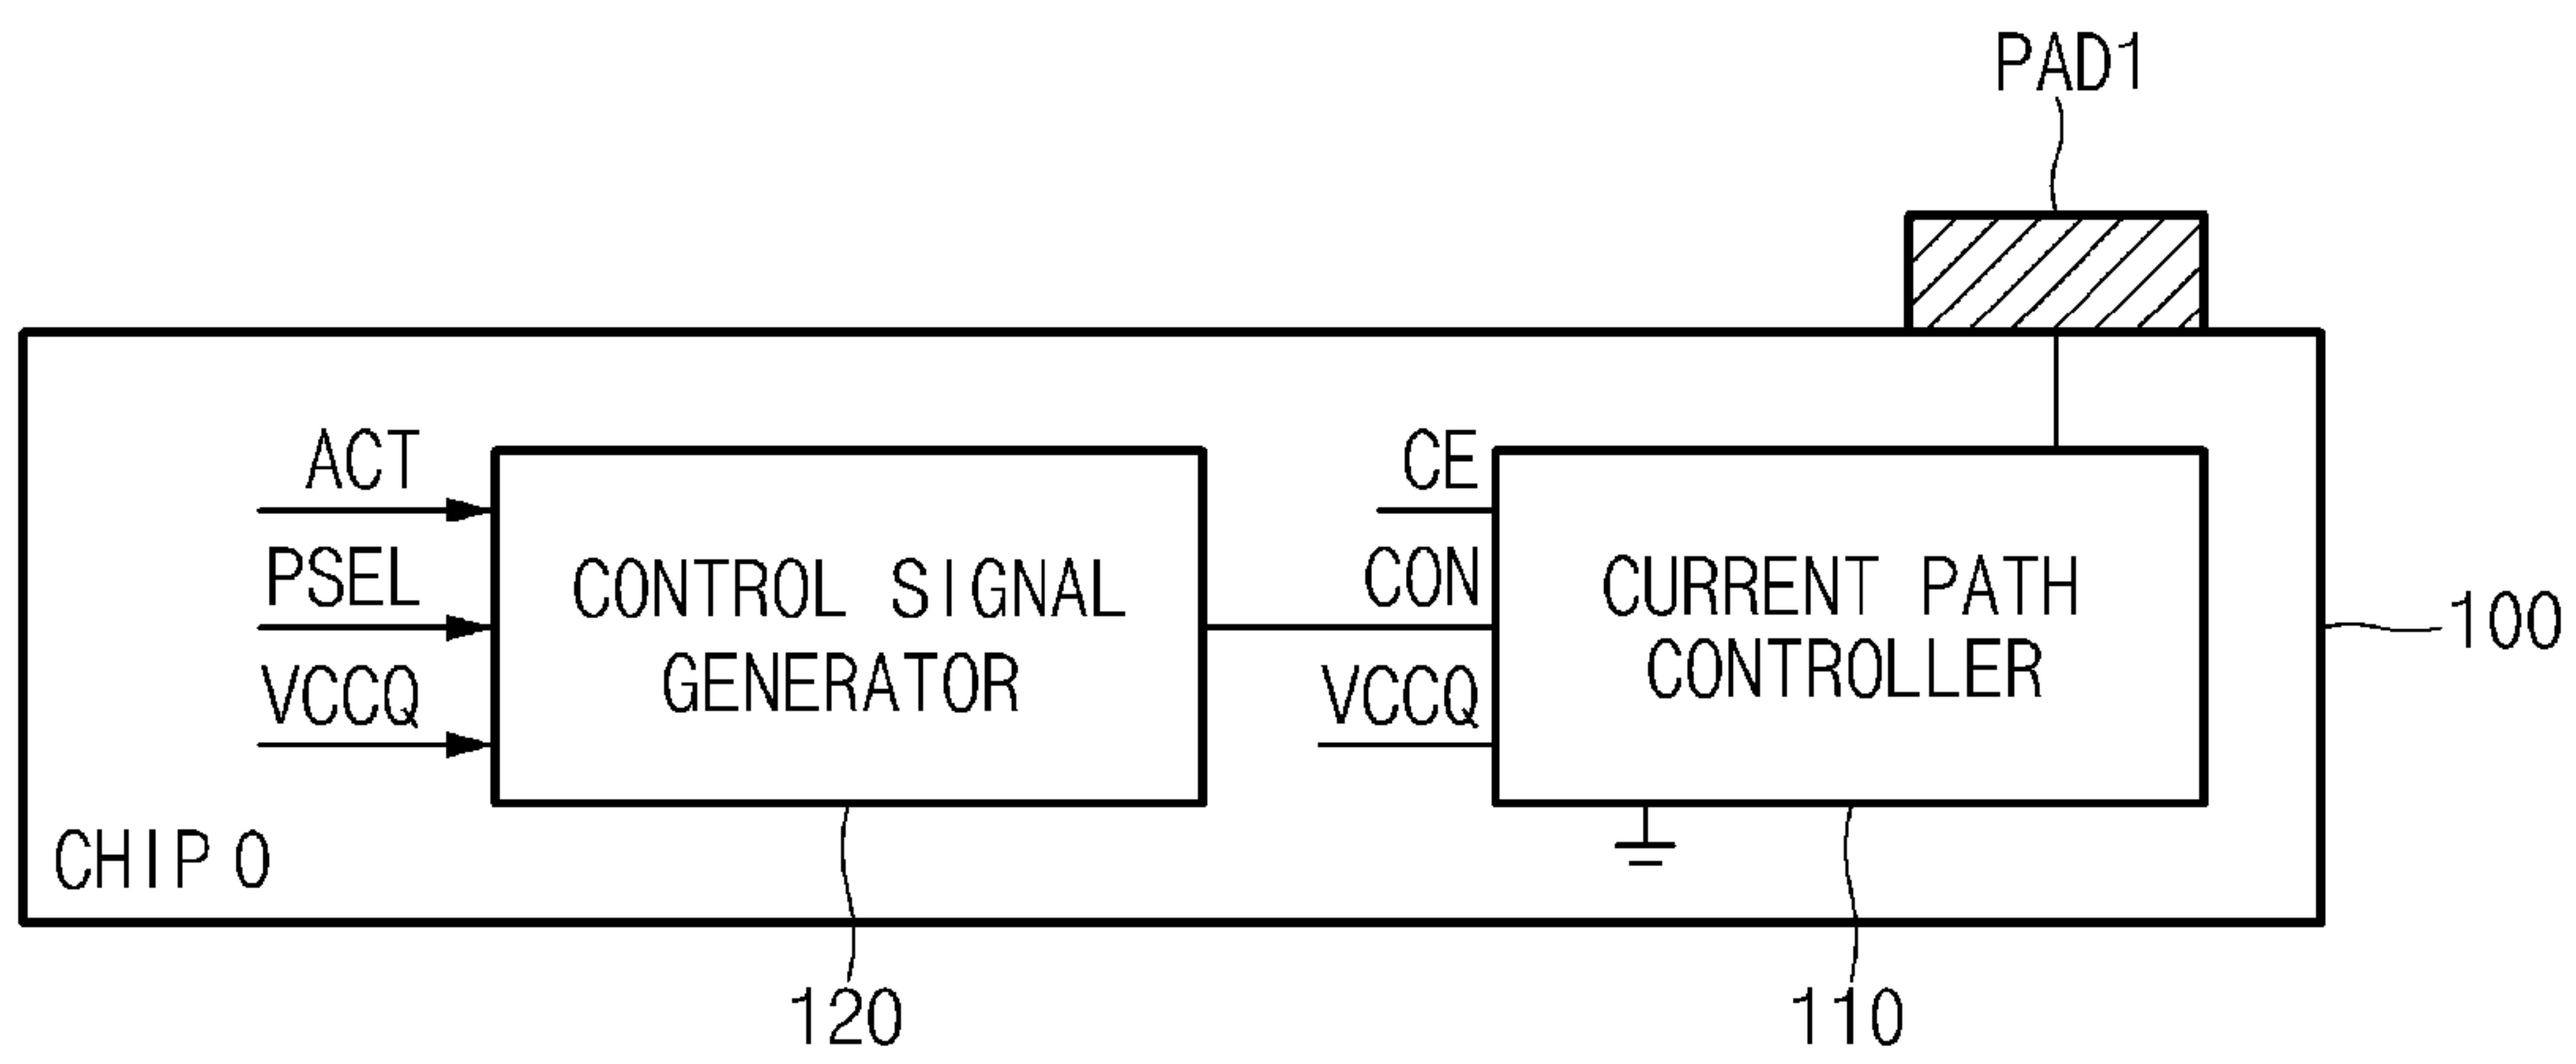 PAD1
ACT
PSEL
VCCQ
CONTROL SIGNAL
GENERATOR
CE
CON
VCCQ
CURRENT PATH
CONTROLLER
100
CHIP 0
120
110